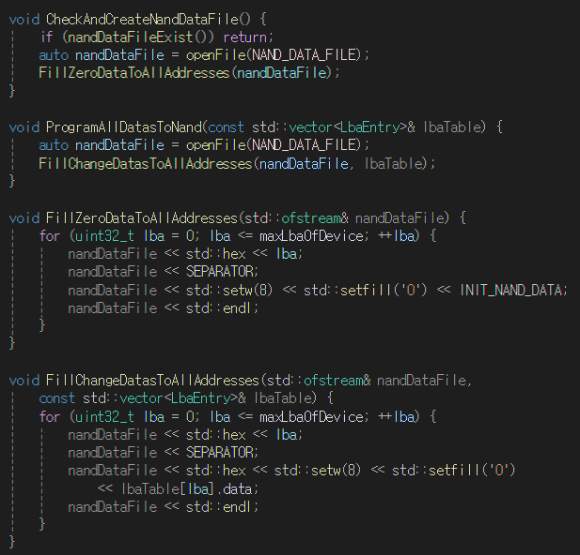 void CheckAndCreateNandDataFile() {
    if (nandDataFileExist()) return;
    auto nandDataFile = openFile(NAND_DATA_FILE);
    FillZeroDataToAllAddresses(nandDataFile);
}

void ProgramAllDatasToNand(const std::vector<LbaEntry>& lbaTable) {
    auto nandDataFile = openFile(NAND_DATA_FILE);
    FillChangeDatasToAllAddresses(nandDataFile, lbaTable);
}

void FillZeroDataToAllAddresses(std::ofstream& nandDataFile) {
    for (uint32_t lba = 0; lba <= maxLbaOfDevice; ++lba) {
        nandDataFile << std::hex << lba;
        nandDataFile << SEPARATOR;
        nandDataFile << std::setw(8) << std::setfill('0') << INIT_NAND_DATA;
        nandDataFile << std::endl;
    }
}

void FillChangeDatasToAllAddresses(std::ofstream& nandDataFile,
    const std::vector<LbaEntry>& lbaTable) {
    for (uint32_t lba = 0; lba <= maxLbaOfDevice; ++lba) {
        nandDataFile << std::hex << lba;
        nandDataFile << SEPARATOR;
        nandDataFile << std::hex << std::setw(8) << std::setfill('0')
            << lbaTable[lba].data;
        nandDataFile << std::endl;
    }
}